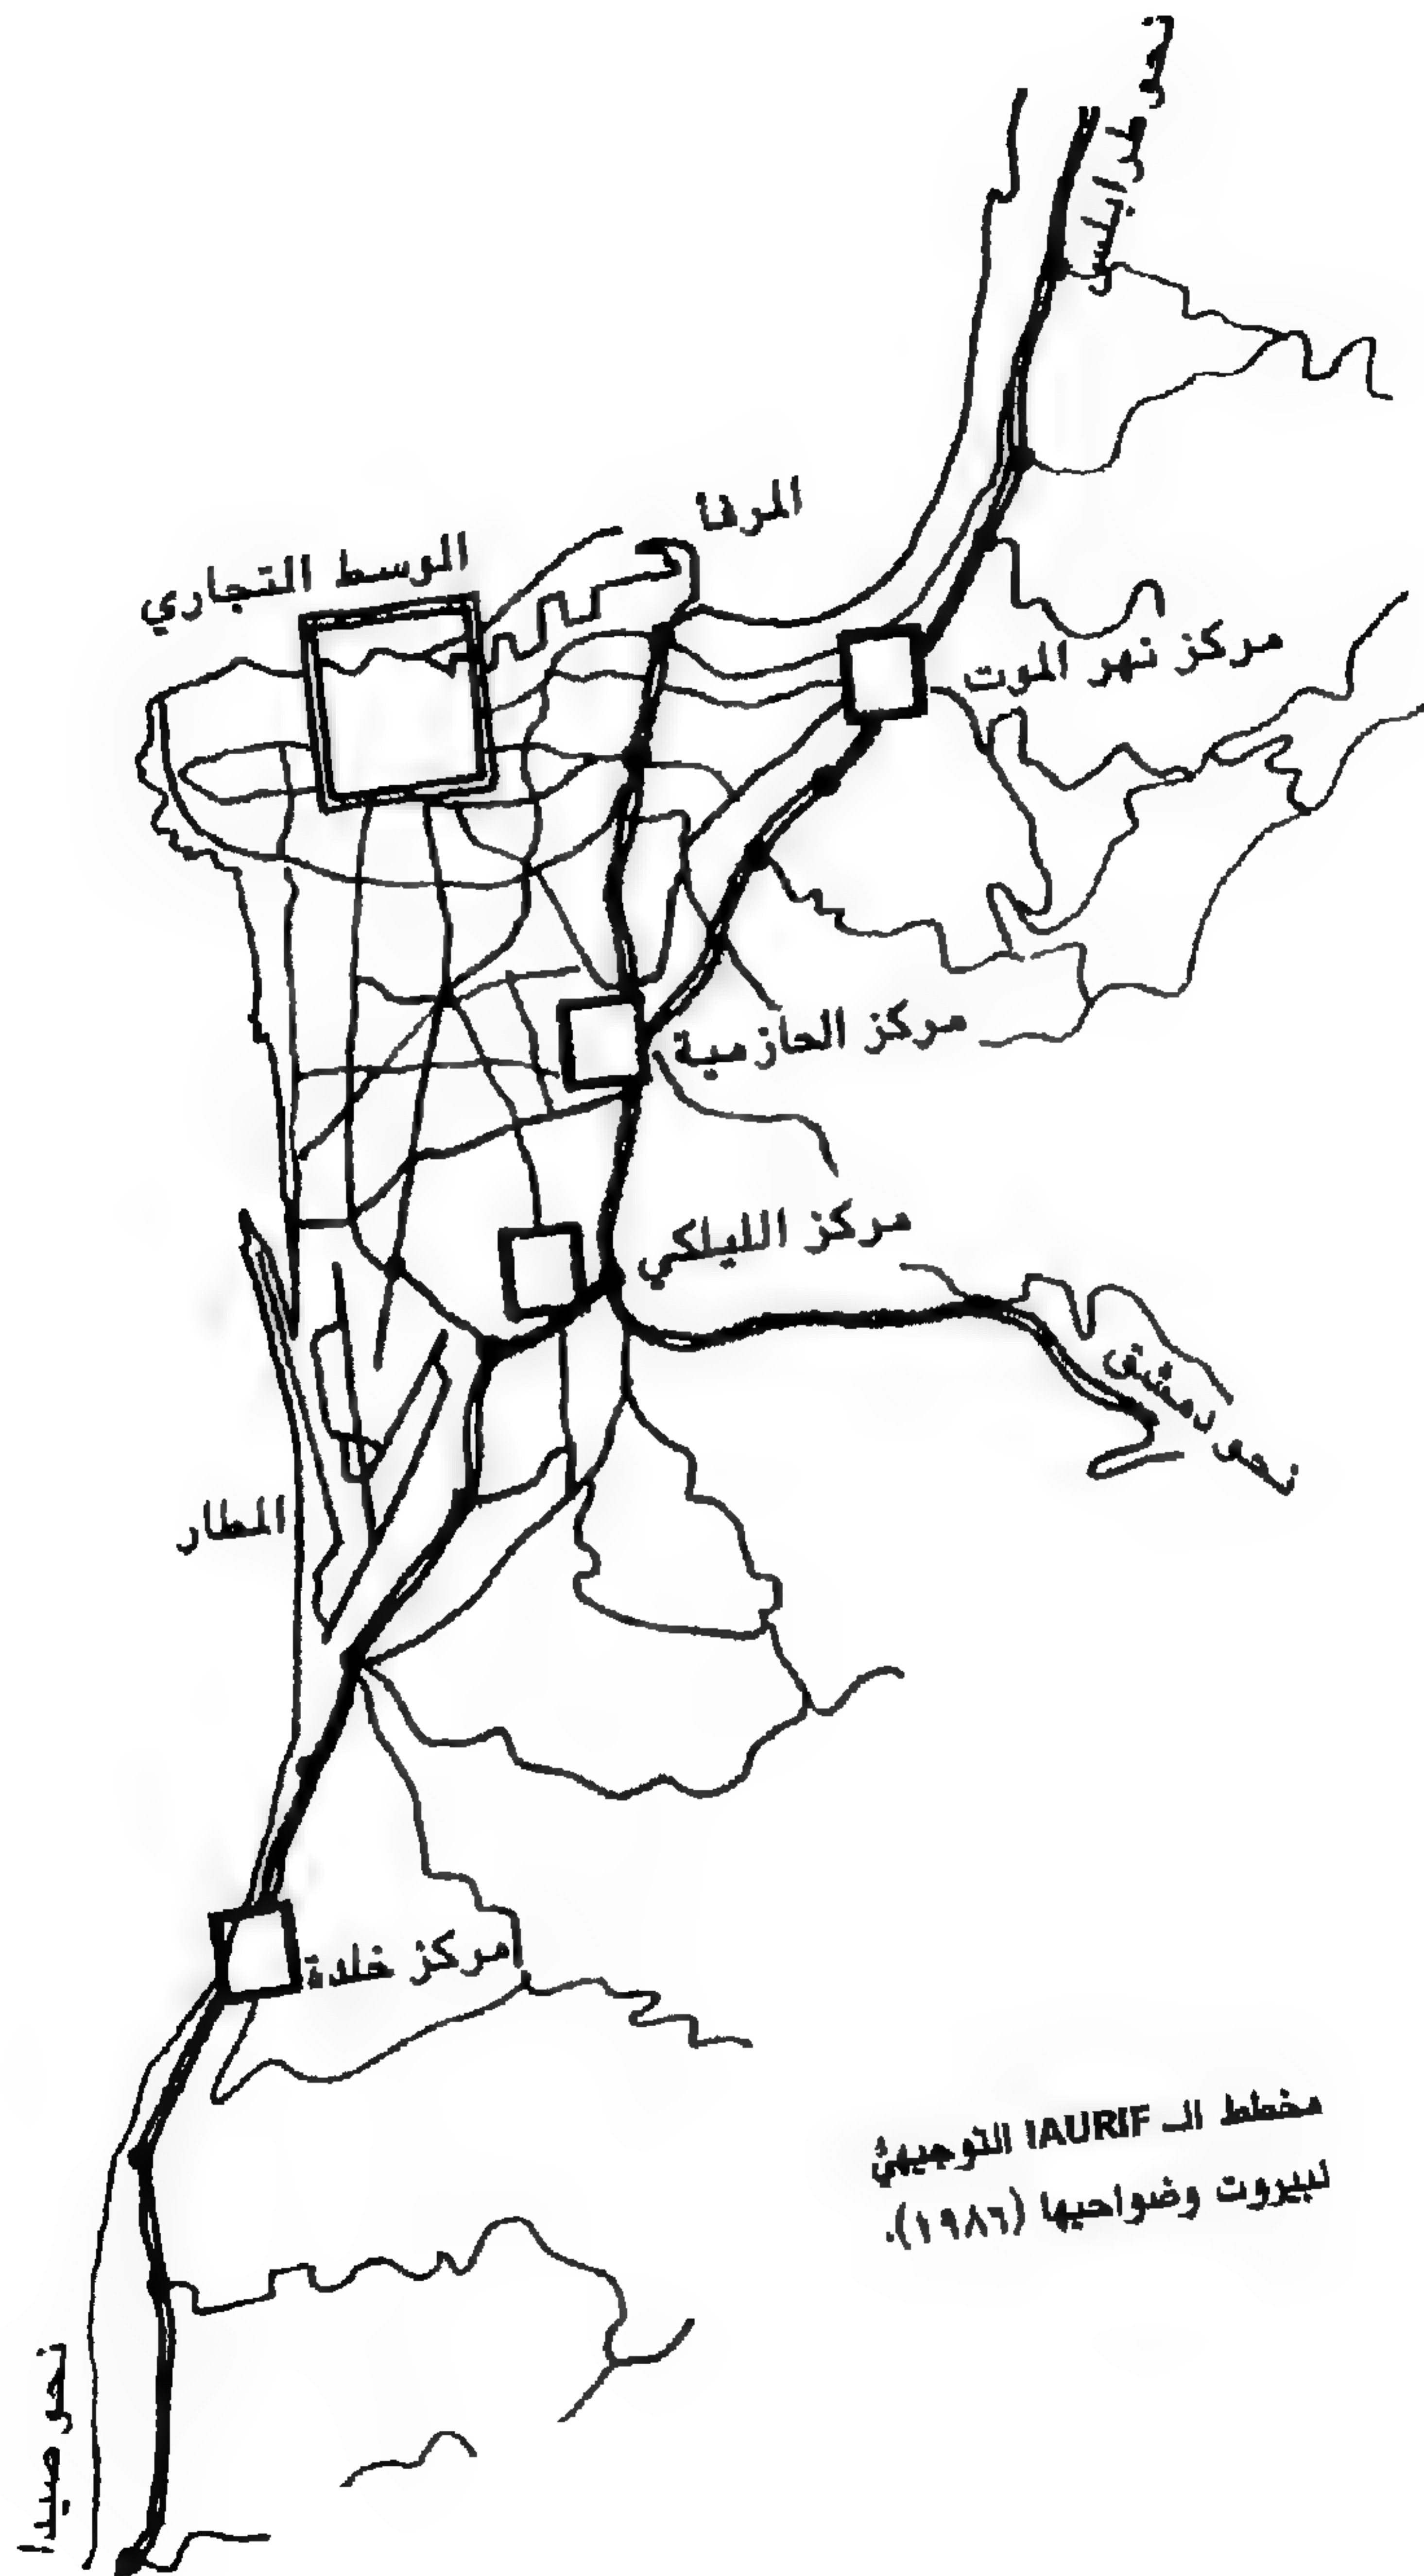 نحو طرابلس
المرفأ
الوسط التجاري
مركز نهر الموت
مركز الحازمية
مركز الليلكي
نحو دمشق
المطار
مركز خلدة
مخطط الـ IAURIF التوجيهيّ
لبيروت وضواحيها (١٩٨٦).
نحو صيدا